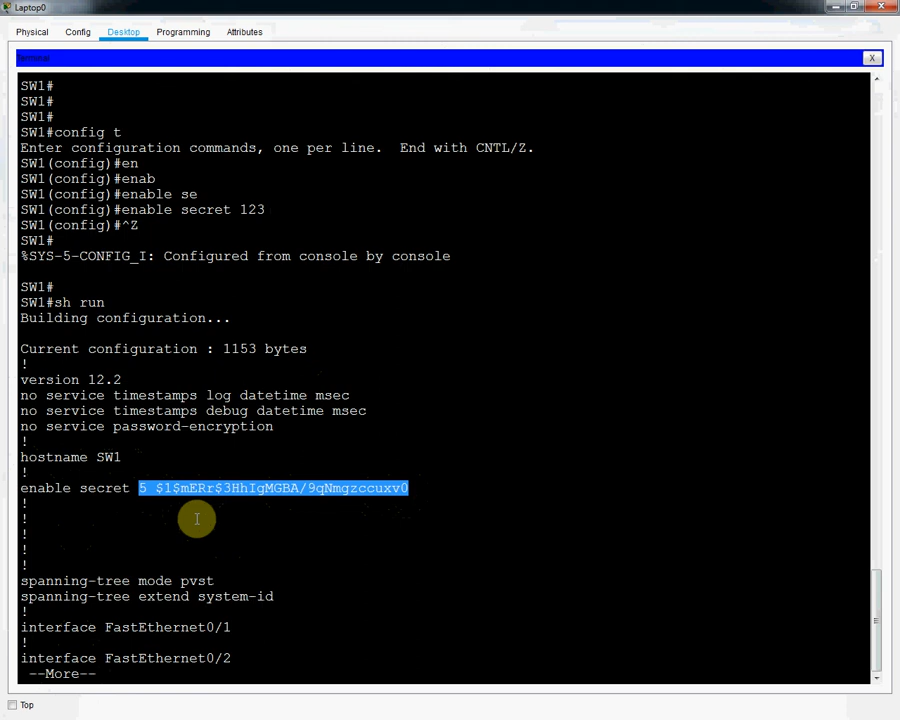 Laptop0
Physical Config Desktop Programming Attributes
Terminal
X
SW1#
SW1#
SW1#
SW1#config t
Enter configuration commands, one per line.  End with CNTL/Z.
SW1(config)#en
SW1(config)#enab
SW1(config)#enable se
SW1(config)#enable secret 123
SW1(config)#^Z
SW1#
%SYS-5-CONFIG_I: Configured from console by console
SW1#
SW1#sh run
Building configuration...
Current configuration : 1153 bytes
!
version 12.2
no service timestamps log datetime msec
no service timestamps debug datetime msec
no service password-encryption
!
hostname SW1
!
enable secret 5 $1$mERr$3HhIgMGBA/9qNmgzccuxv0
!
!
!
!
!
spanning-tree mode pvst
spanning-tree extend system-id
!
interface FastEthernet0/1
!
interface FastEthernet0/2
--More--
Top